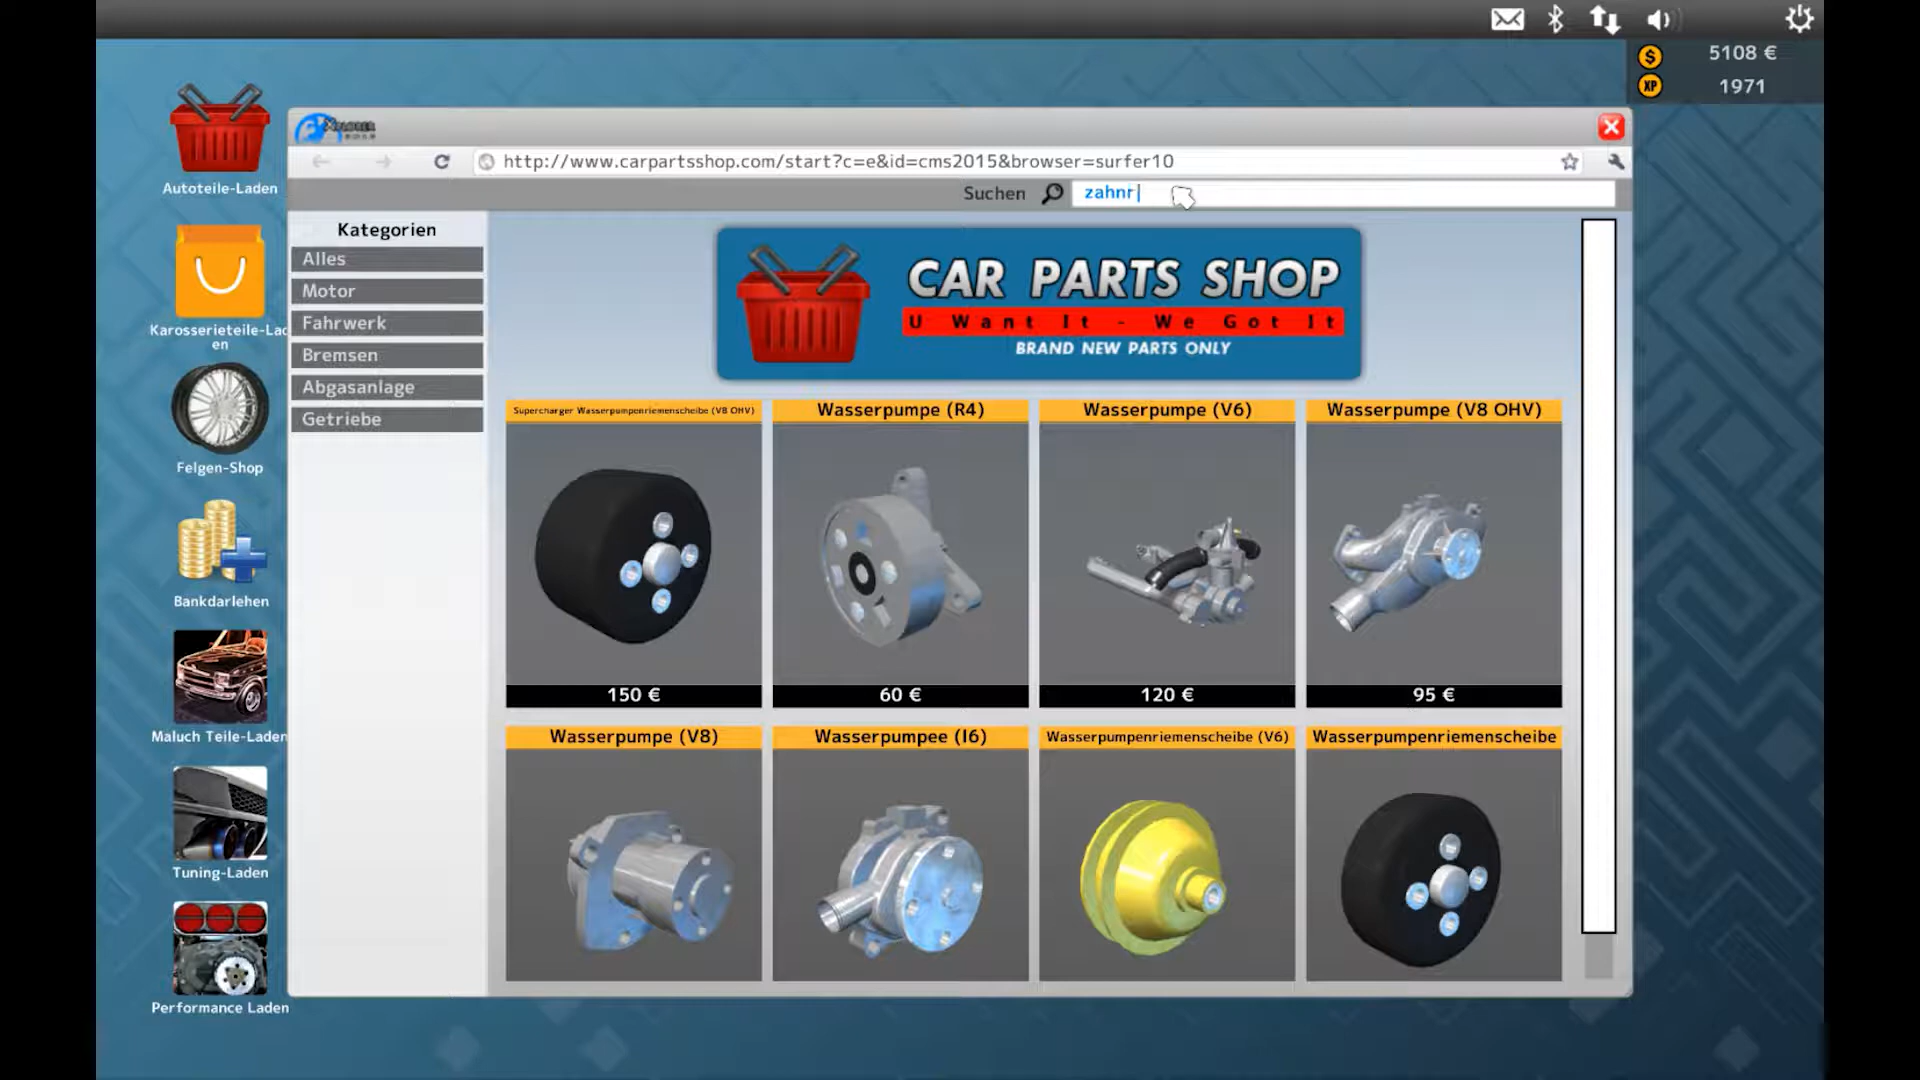 5108 €
XP
1971
Autoteile-Laden
Karosserieteile-Lad
en
Felgen-Shop
Bankdarlehen
Maluch Teile-Laden
Tuning-Laden
Performance Laden
http://www.carpartsshop.com/start?c=e&id=cms2015&browser=surfer10
Suchen
zahnr
Kategorien
Alles
Motor
Fahrwerk
Bremsen
Abgasanlage
Getriebe
CAR PARTS SHOP
U Want It - We Got It
BRAND NEW PARTS ONLY
Supercharger Wasserpumpenriemenscheibe (V8 OHV)
Wasserpumpe (R4)
Wasserpumpe (V6)
Wasserpumpe (V8 OHV)
150 €
60 €
120 €
95 €
Wasserpumpe (V8)
Wasserpumpee (I6)
Wasserpumpenriemenscheibe (V6)
Wasserpumpenriemenscheibe